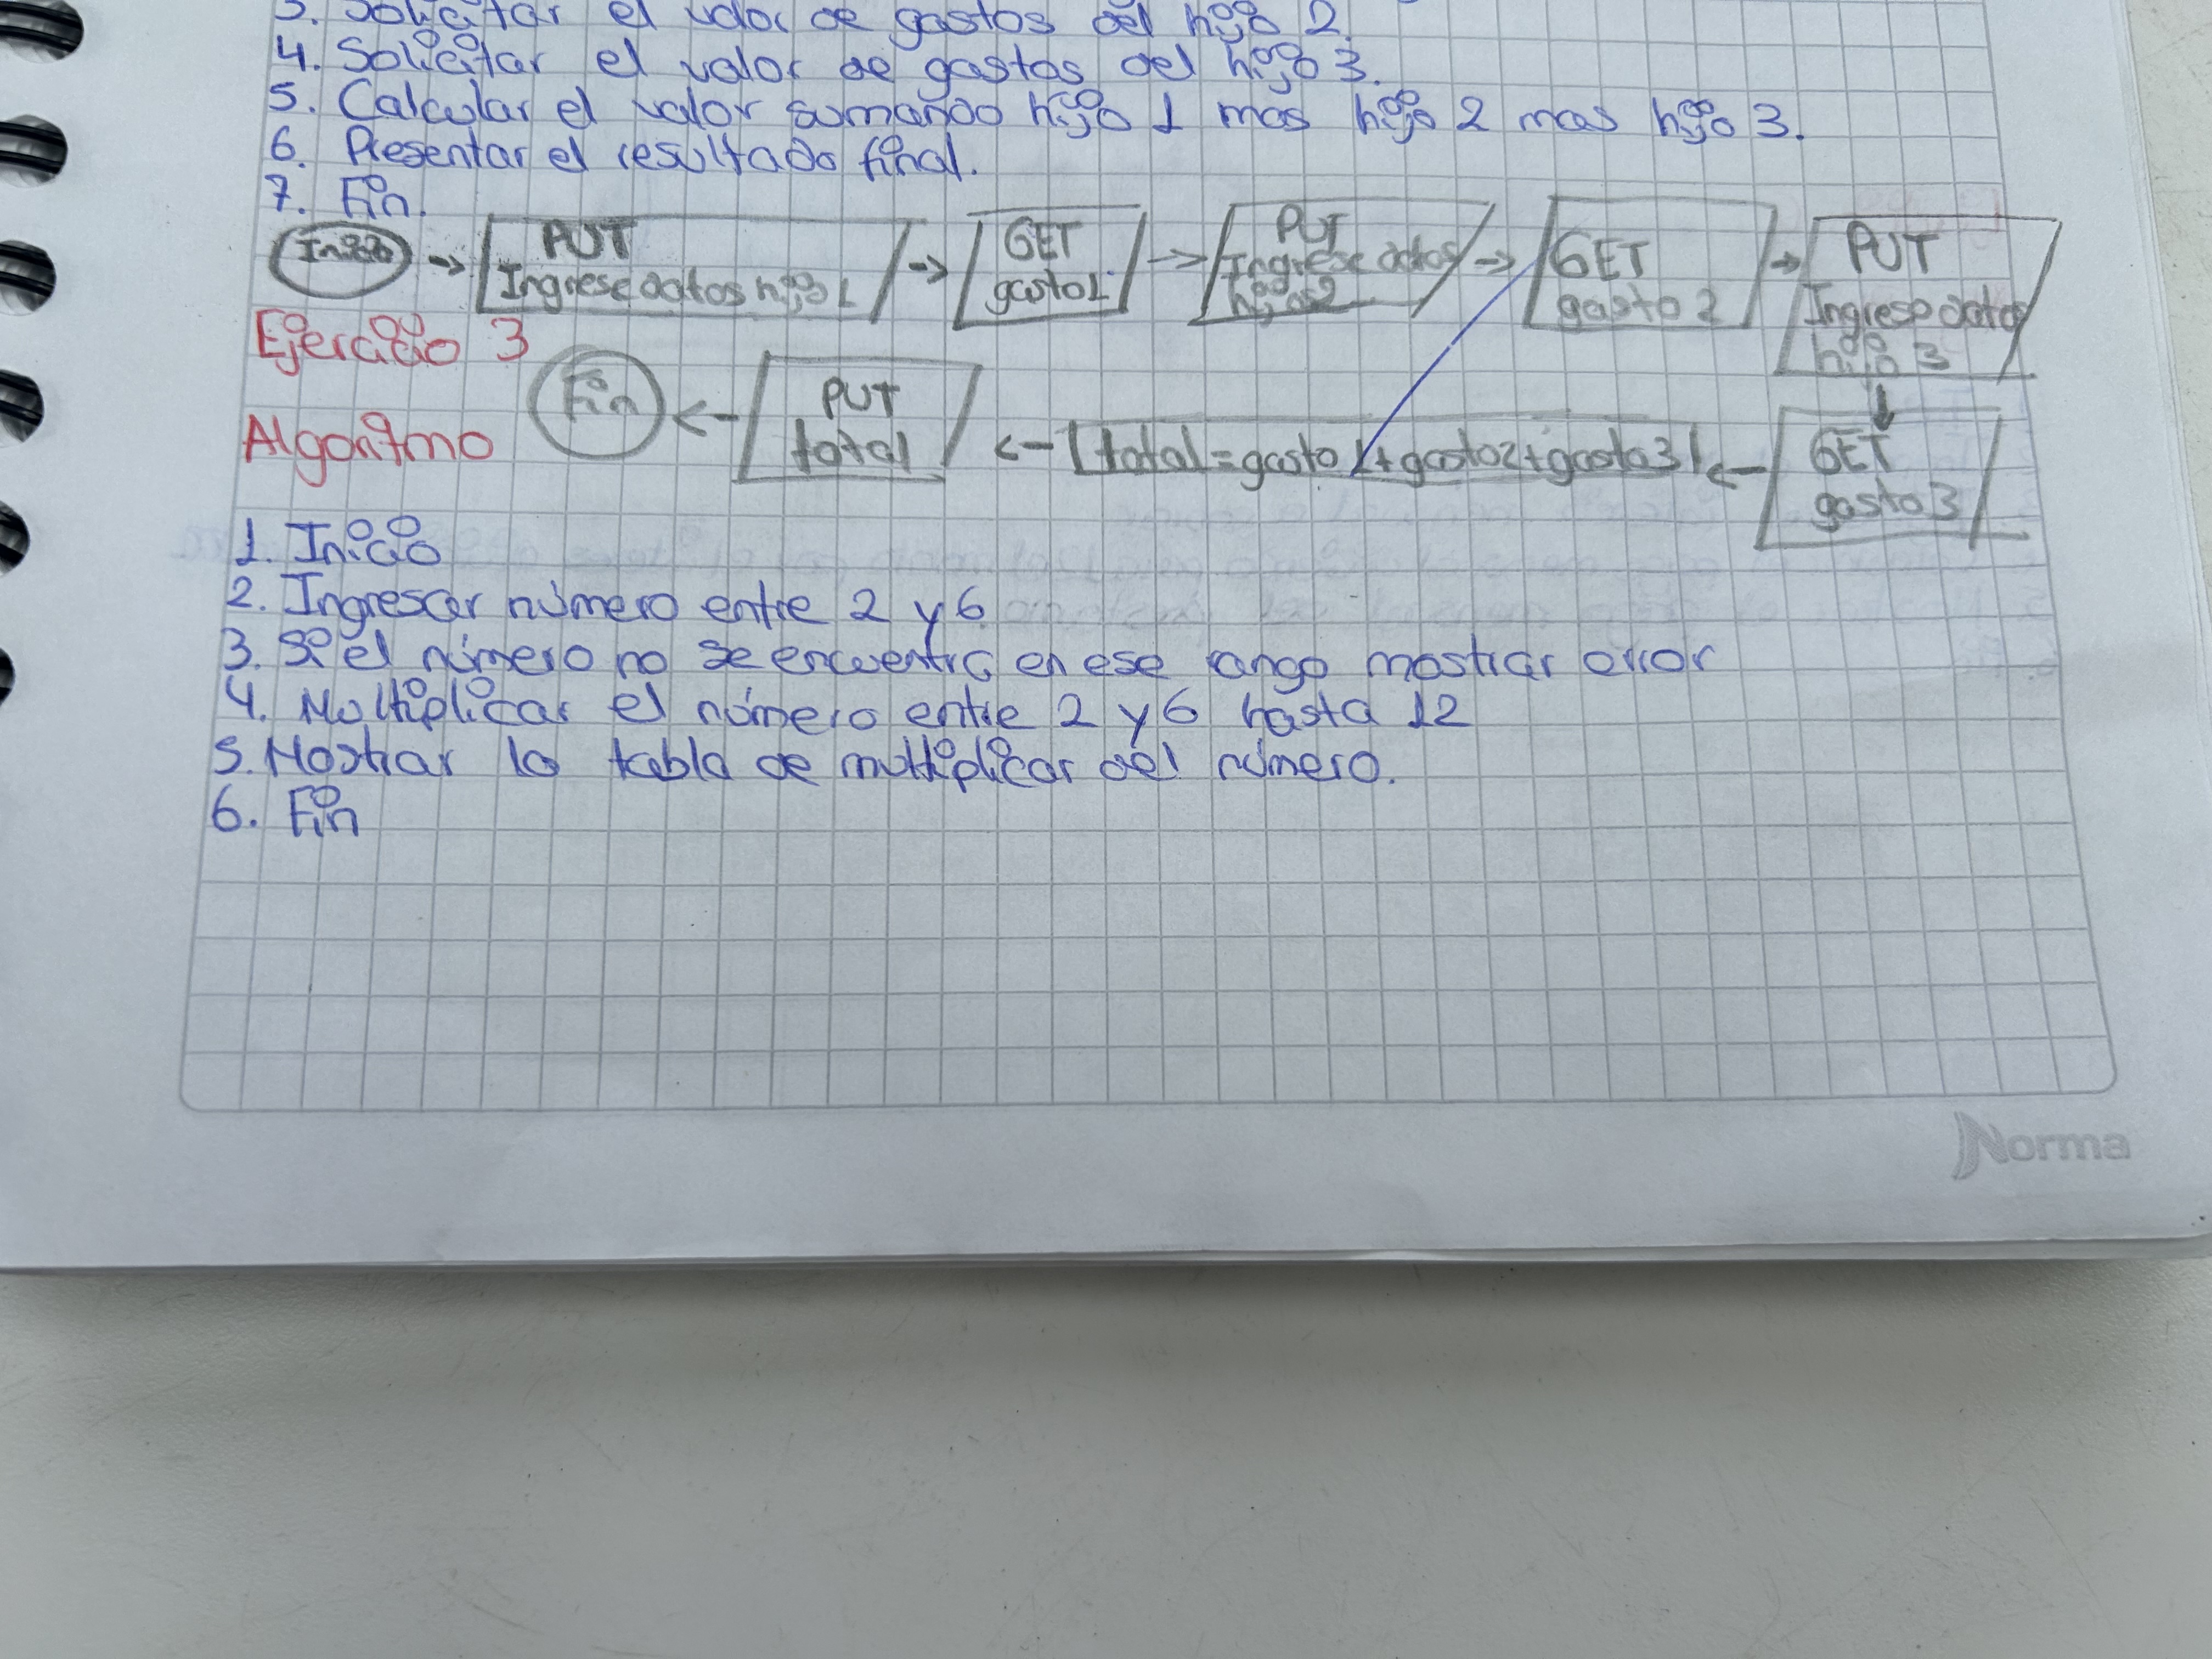 3. Solicitar el valor de gastos del hijo 2.
4. Solicitar el valor de gastos del hijo 3.
5. Calcular el valor sumando hijo 1 mas hijo 2 mas hijo 3.
6. Presentar el resultado final.
7. Fin.
Inicio
PUT
Ingrese datos hijo 1
GET
gasto1
PUT
Ingrese datos
hijo2
GET
gasto 2
PUT
Ingrese datos
hijo 3
GET
gasto 3
total=gasto1+gasto2+gasto3
PUT
total
Fin
Ejercicio 3
Algoritmo
1. Inicio
2. Ingresar número entre 2 y 6
3. Si el número no se encuentra en ese rango mostrar error
4. Multiplicar el número entre 2 y 6 hasta 12
5. Mostrar la tabla de multiplicar del número.
6. Fin
Norma